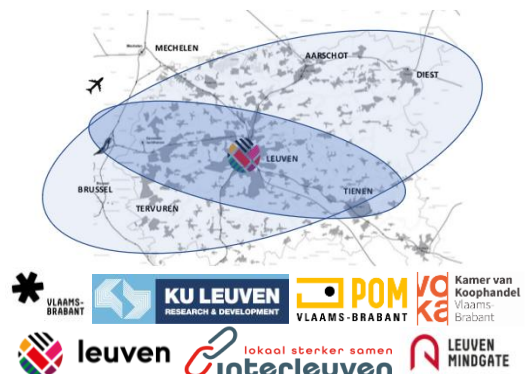 MECHELEN
AARSCHOT
DIEST
LEUVEN
BRUSSEL
TIENEN
TERVUREN
VLAAMS-
BRABANT
KU LEUVEN
RESEARCH & DEVELOPMENT
POM
VLAAMS-BRABANT
VO
KA
Kamer van
Koophandel
Vlaams-
Brabant
leuven
lokaal sterker samen
interleuven
LEUVEN
MINDGATE